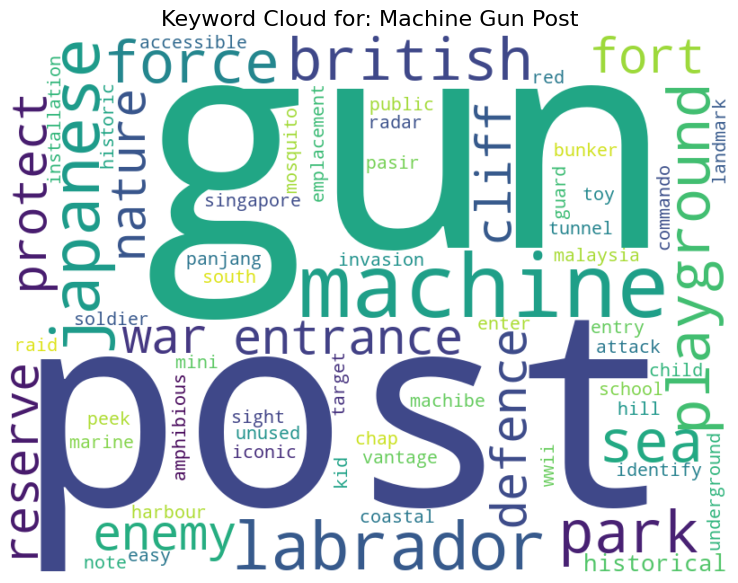 Keyword Cloud for: Machine Gun Post
accessible
force
british
fort
red
installation
japanese
historic
nature
protect
gun
mosquito
emplacement
public
radar
pasir
cliff
bunker
guard
toy
tunnel
commando
playground
landmark
singapore
panjang
south
invasion
malaysia
machine
soldier
raid
war
entrance
enter
entry
attack
child
school
hill
reserve
post
mini
peek
marine
amphibious
sight
unused
iconic
target
kid
machibe
chap
vantage
defence
wwii
sea
identify
underground
harbour
enemy
note
easy
labrador
coastal
park
historical